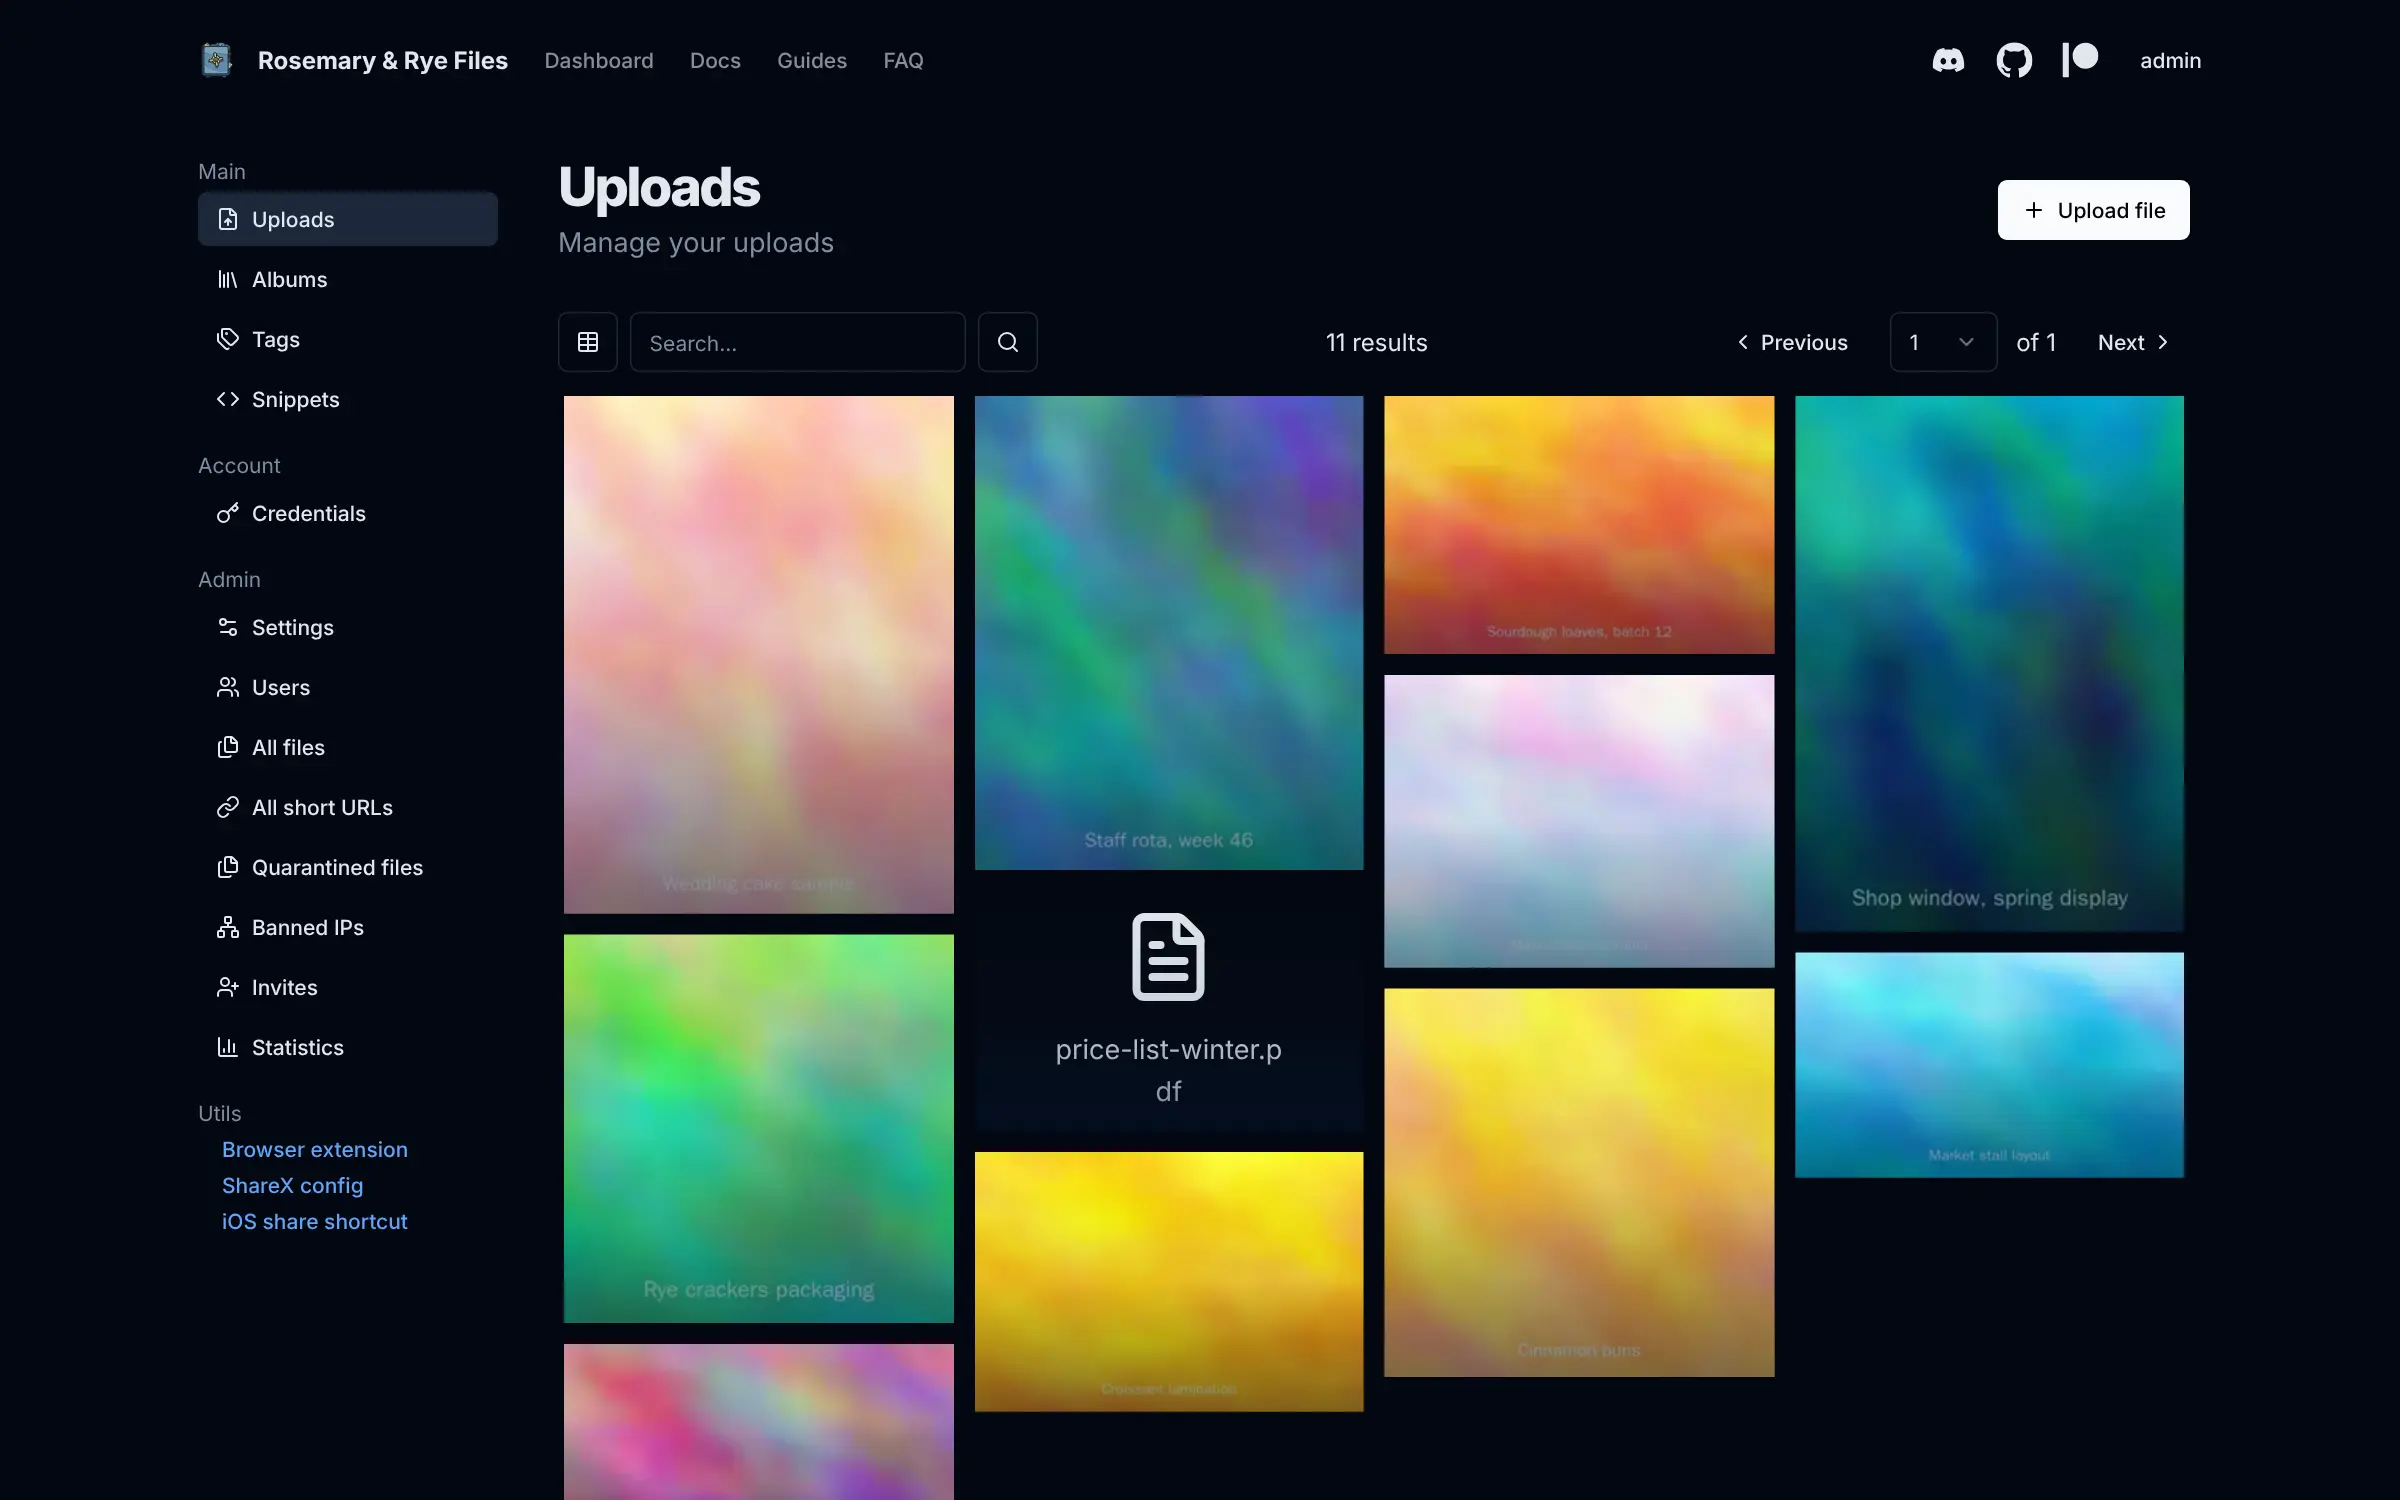 Rosemary & Rye Files
Dashboard
Docs
Guides
FAQ
admin
Main
Uploads
Albums
Tags
Snippets
Account
Credentials
Admin
Settings
Users
All files
All short URLs
Quarantined files
Banned IPs
Invites
Statistics
Utils
Browser extension
ShareX config
iOS share shortcut
Uploads
Manage your uploads
Upload file
Search...
11 results
Previous
1
of 1
Next
Wedding cake sample
Rye crackers packaging
Staff rota, week 46
price-list-winter.p
df
Croissant lamination
Sourdough loaves, batch 12
Cinnamon buns
Shop window, spring display
Market stall layout